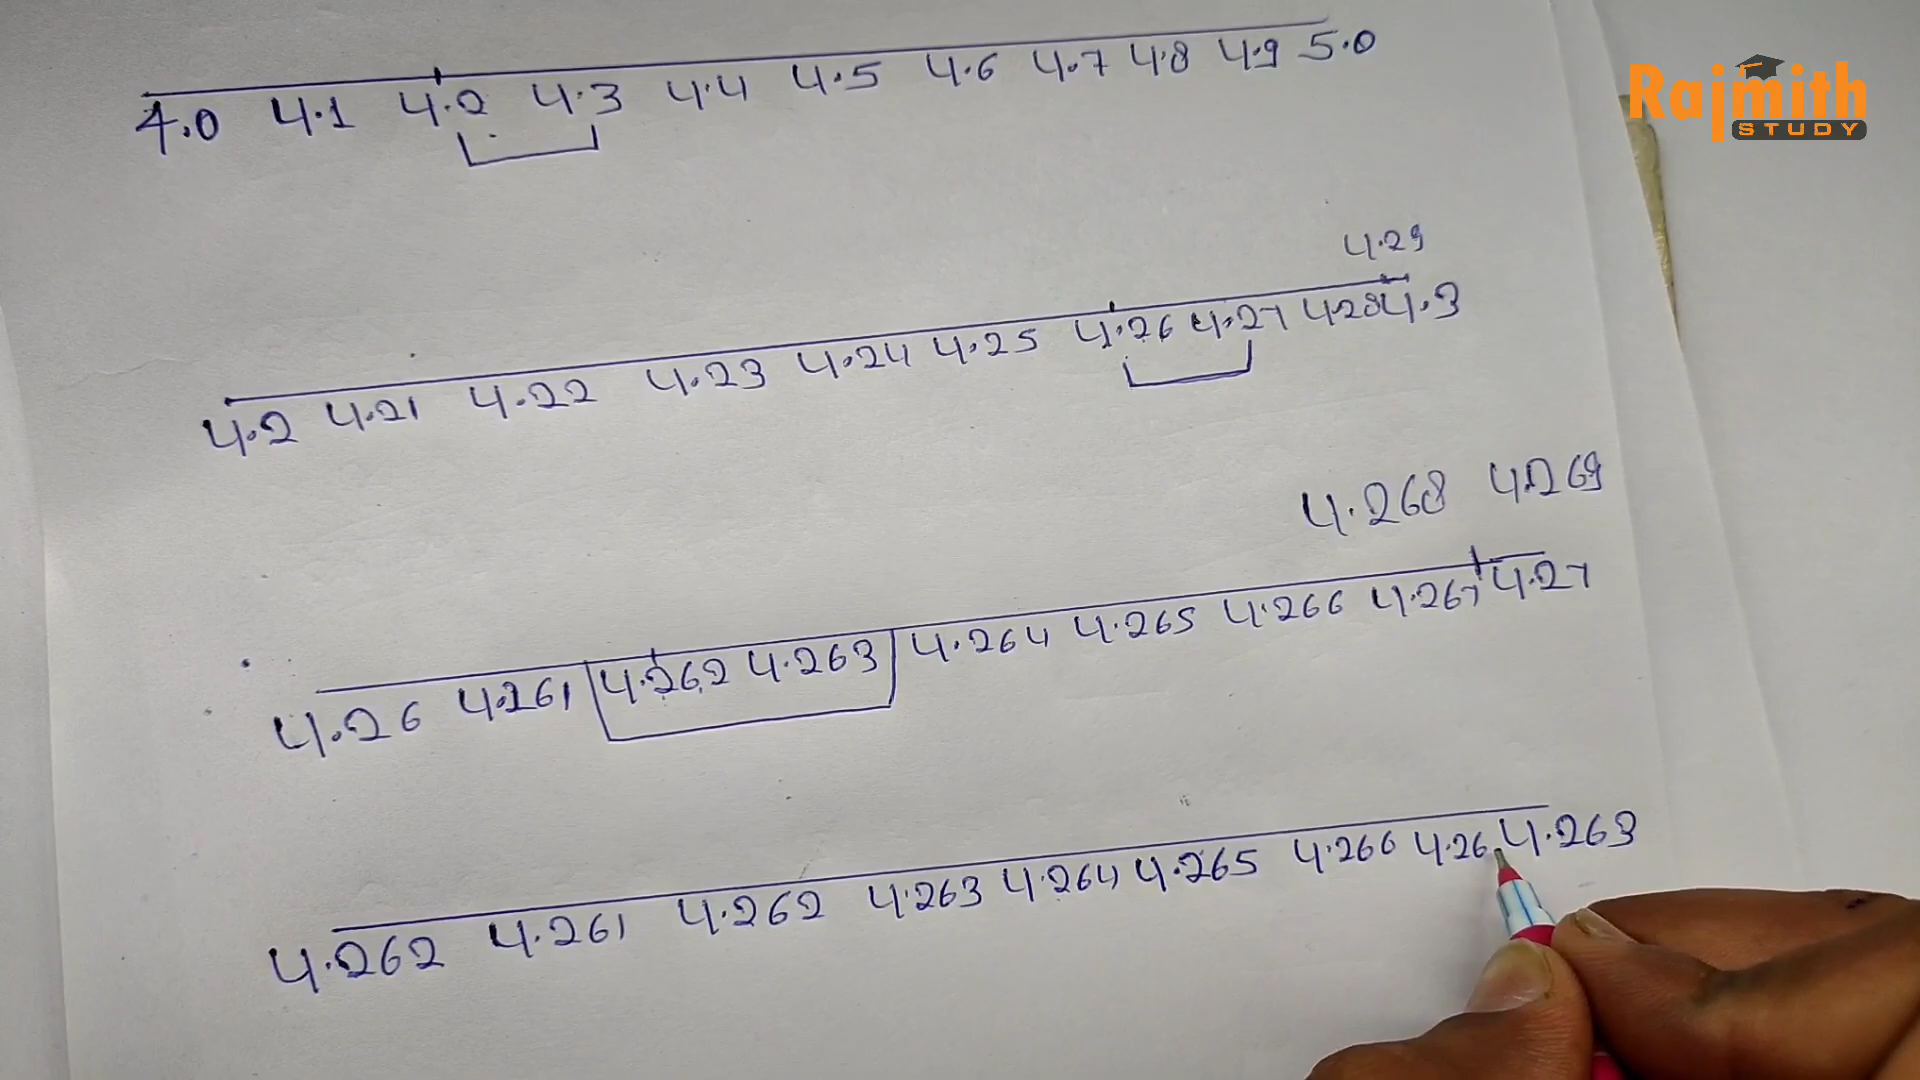 Rajmith
STUDY
4.0 4.1 4.2 4.3 4.4 4.5 4.6 4.7 4.8 4.9 5.0
4.29
4.2 4.21 4.22 4.23 4.24 4.25 4.26 4.27 4.28 4.3
4.268 4.269
4.26 4.261 4.262 4.263 4.264 4.265 4.266 4.267 4.27
4.262 4.261 4.262 4.263 4.264 4.265 4.266 4.26 4.263